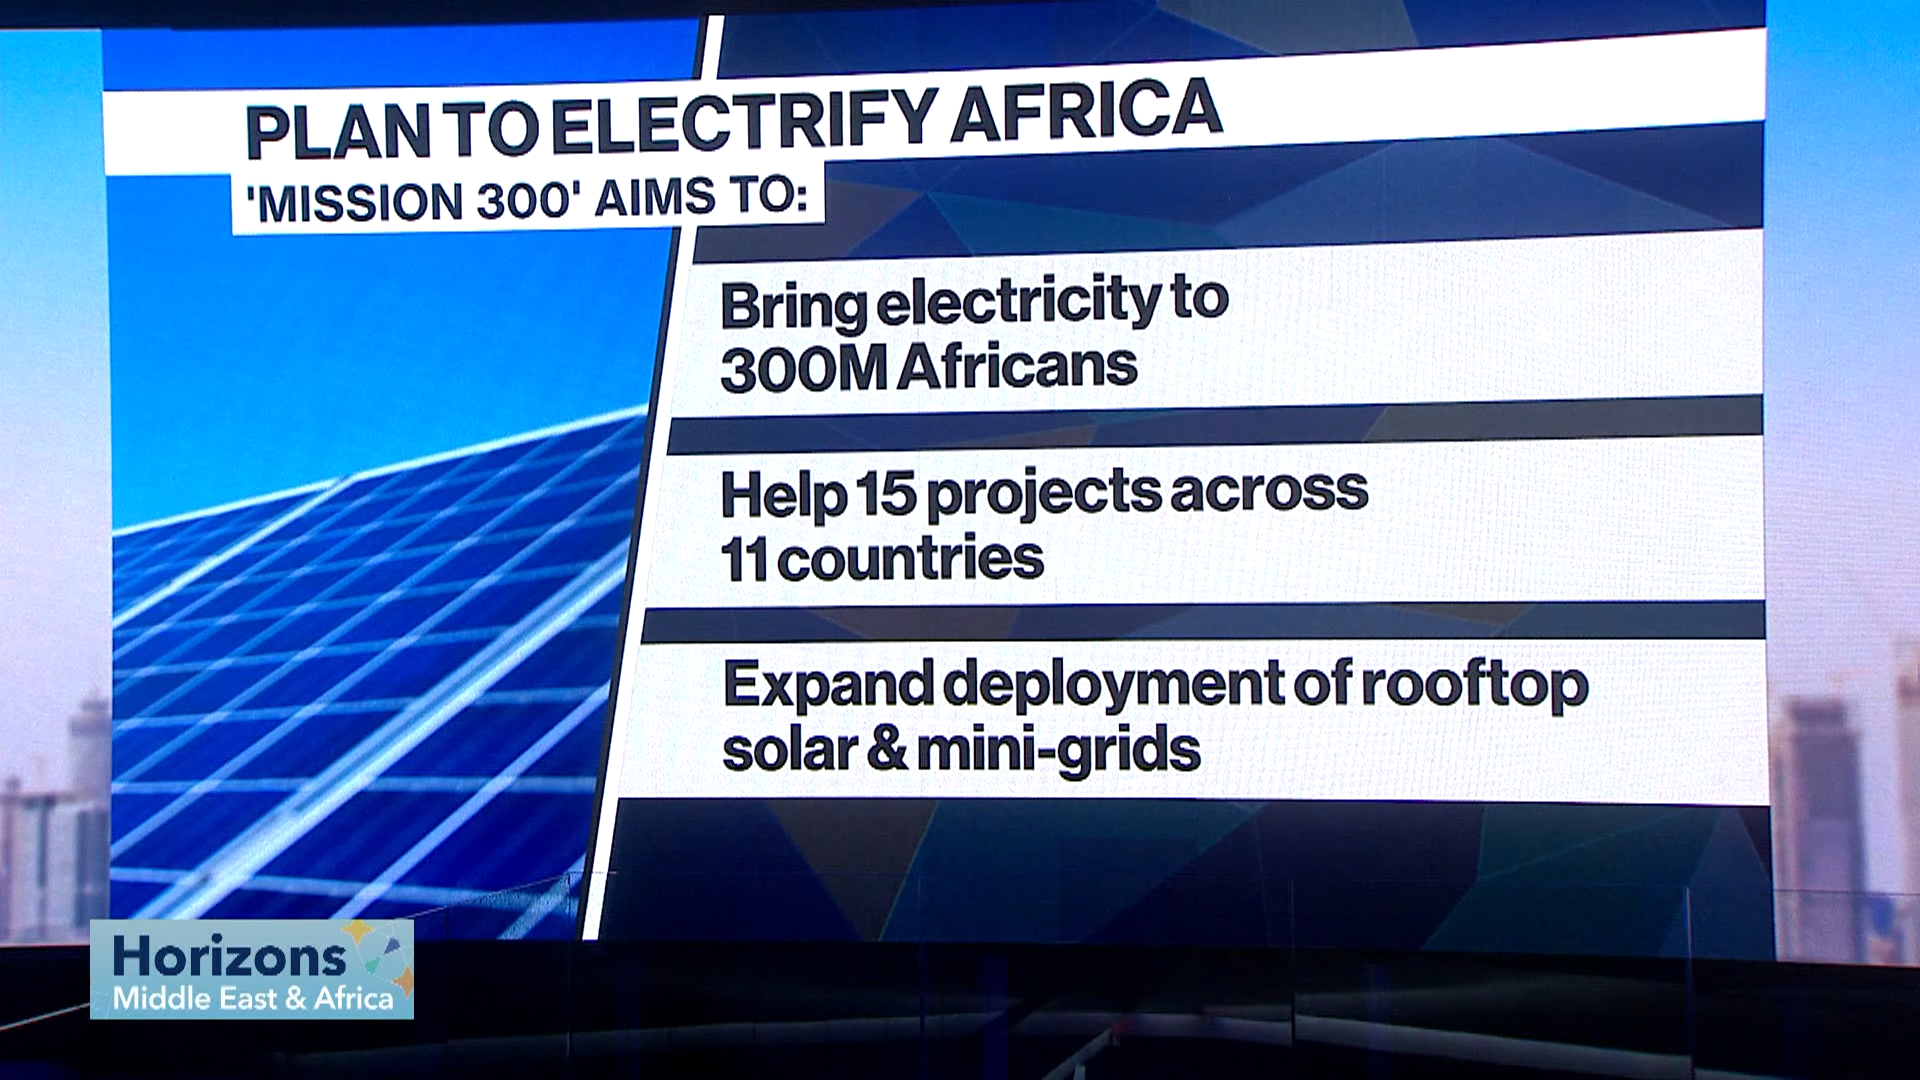 PLAN TO ELECTRIFY AFRICA
'MISSION 300' AIMS TO:
Bring electricity to
300M Africans
Help 15 projects across
11 countries
Expand deployment of rooftop
solar & mini-grids
Horizons
Middle East & Africa